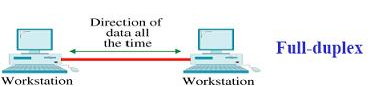 Direction of
data all
the time
Full-duplex
Workstation
Workstation